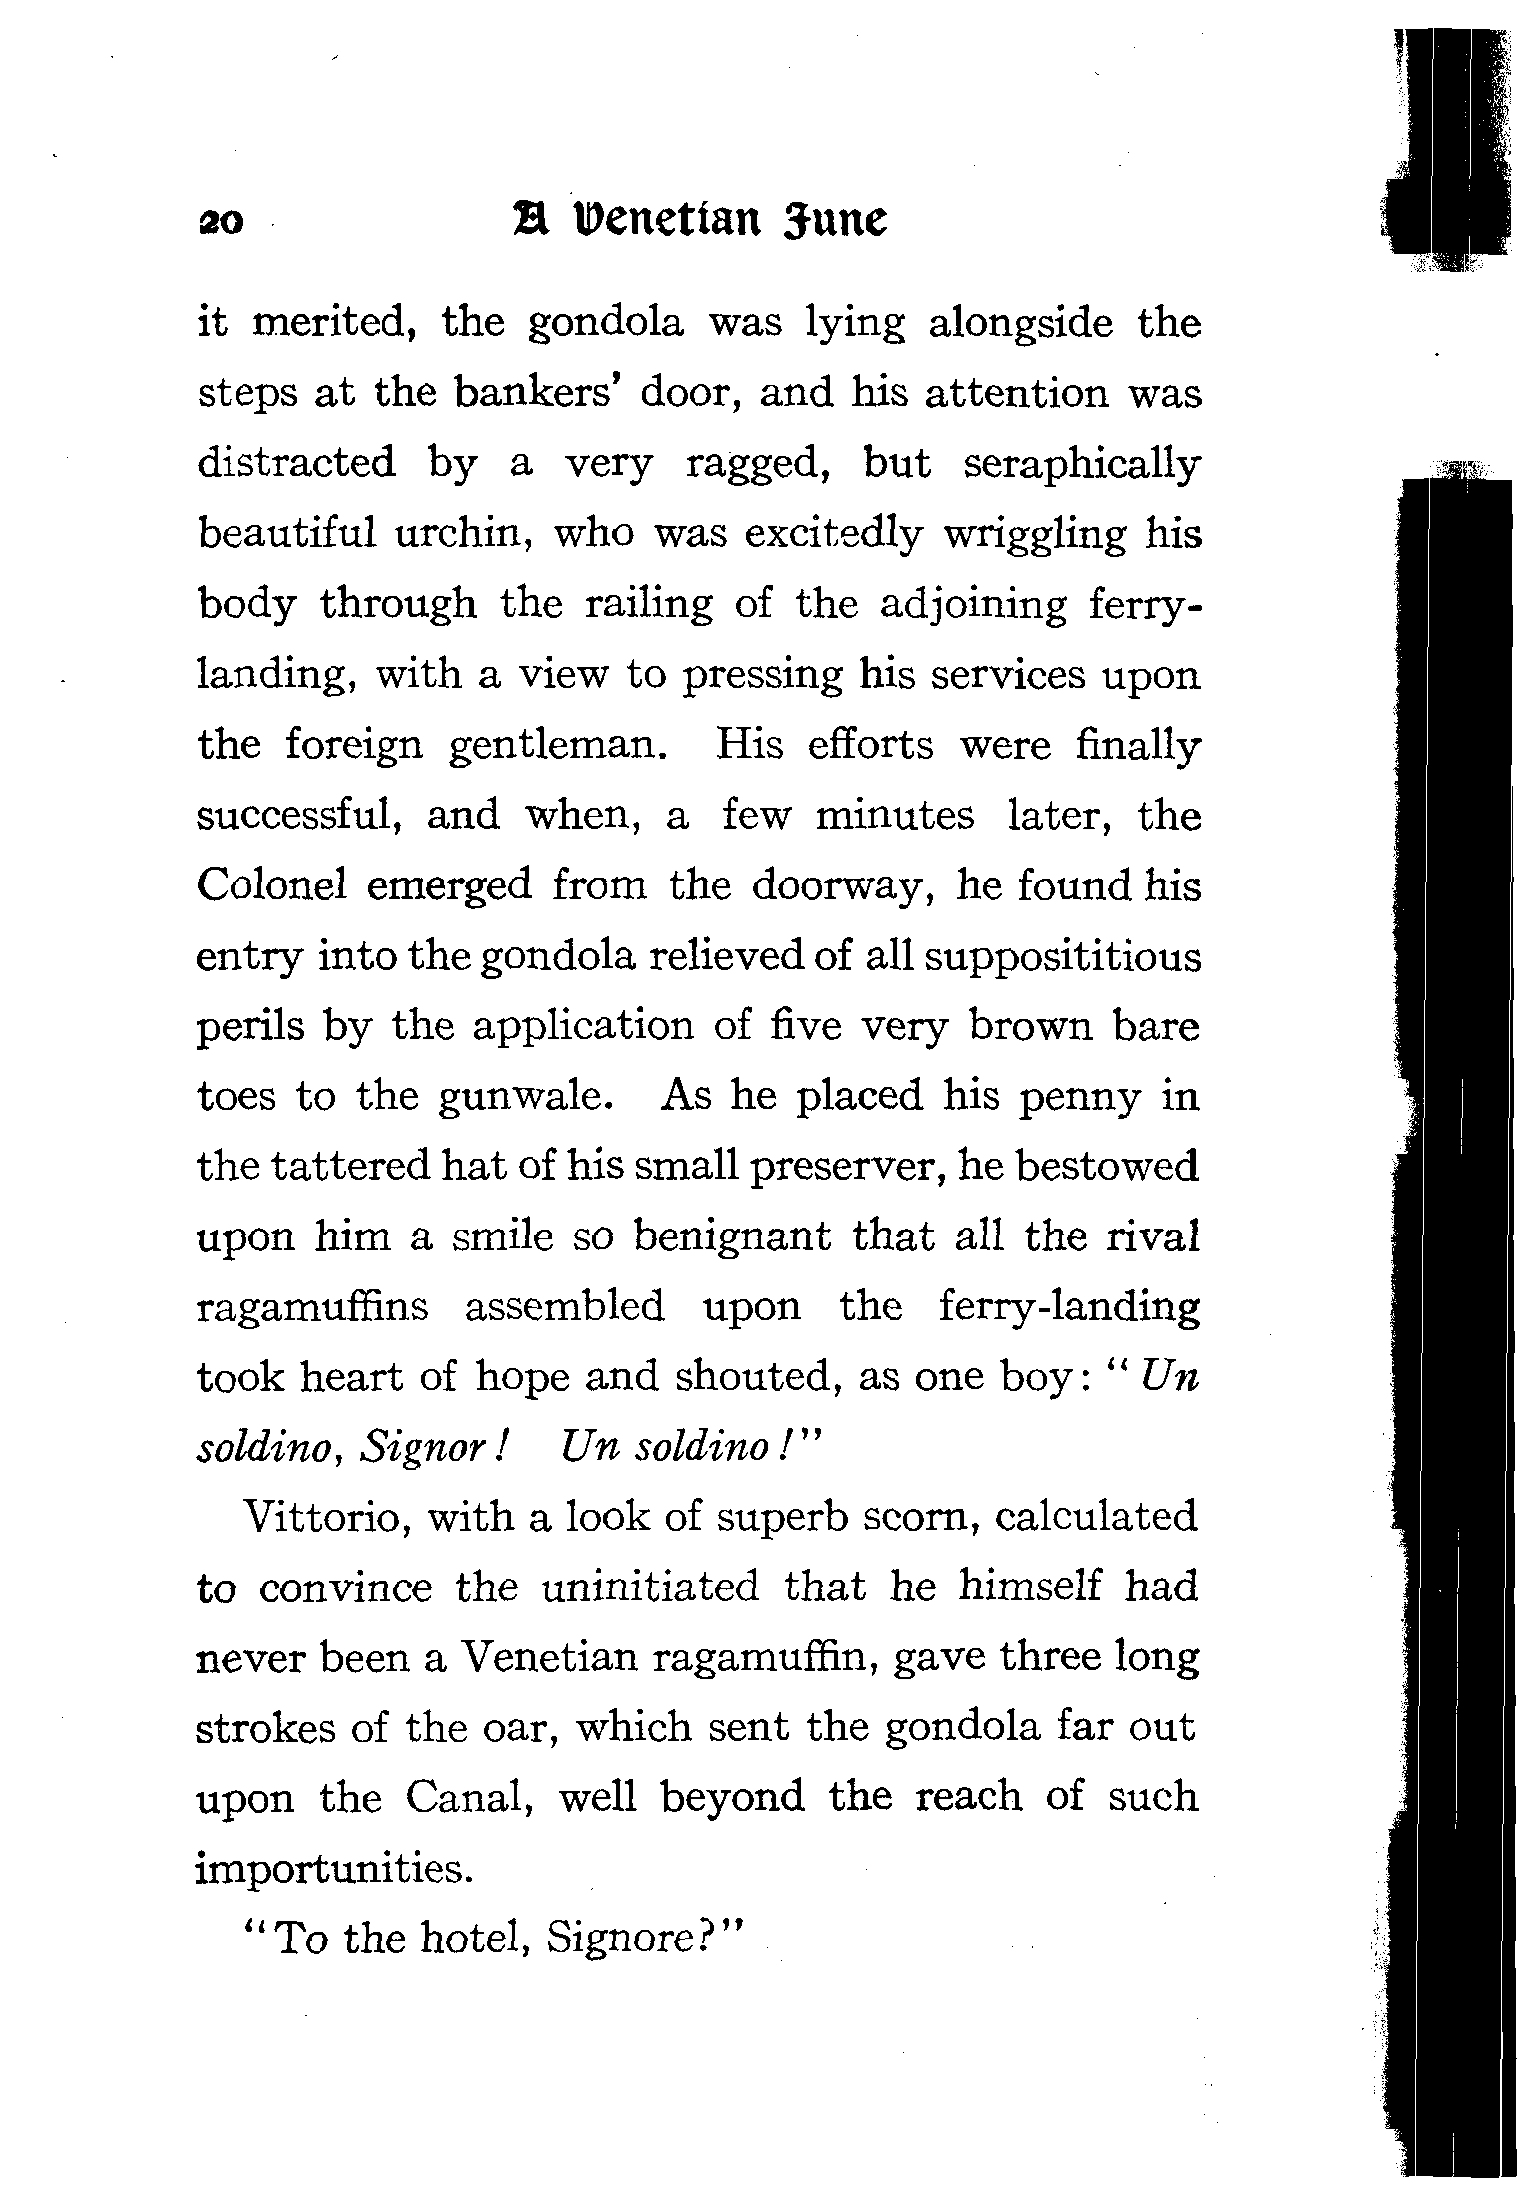 20 A Venetian June
it merited, the gondola was lying alongside the
steps at the bankers' door, and his attention was
distracted by a very ragged, but seraphically
beautiful urchin, who was excitedly wriggling his
body through the railing of the adjoining ferry-
landing, with a view to pressing his services upon
the foreign gentleman. His efforts were finally
successful, and when, a few minutes later, the
Colonel emerged from the doorway, he found his
entry into the gondola relieved of all supposititious
perils by the application of five very brown bare
toes to the gunwale. As he placed his penny in
the tattered hat of his small preserver, he bestowed
upon him a smile so benignant that all the rival
ragamuffins assembled upon the ferry-landing
took heart of hope and shouted, as one boy: "Un
soldino, Signor! Un soldino!"
Vittorio, with a look of superb scorn, calculated
to convince the uninitiated that he himself had
never been a Venetian ragamuffin, gave three long
strokes of the oar, which sent the gondola far out
upon the Canal, well beyond the reach of such
importunities.
"To the hotel, Signore?"